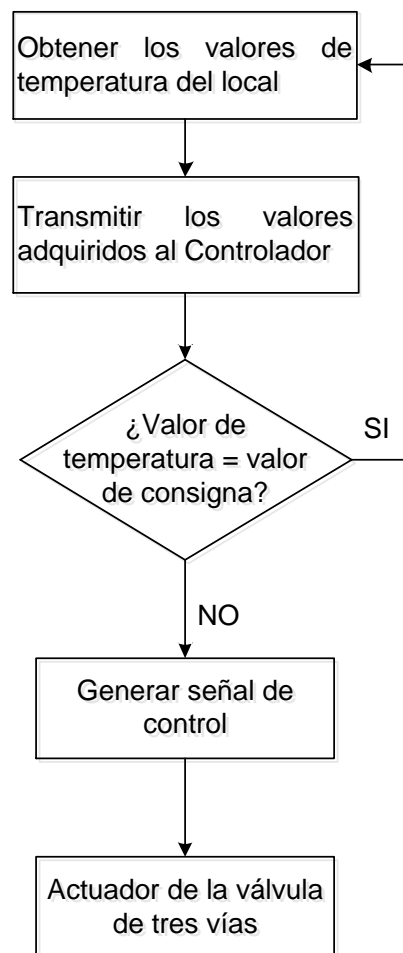 Obtener los valores de
temperatura del local
Transmitir los valores
adquiridos al Controlador
¿Valor de
temperatura = valor
de consigna?
SI
NO
Generar señal de
control
Actuador de la válvula
de tres vías